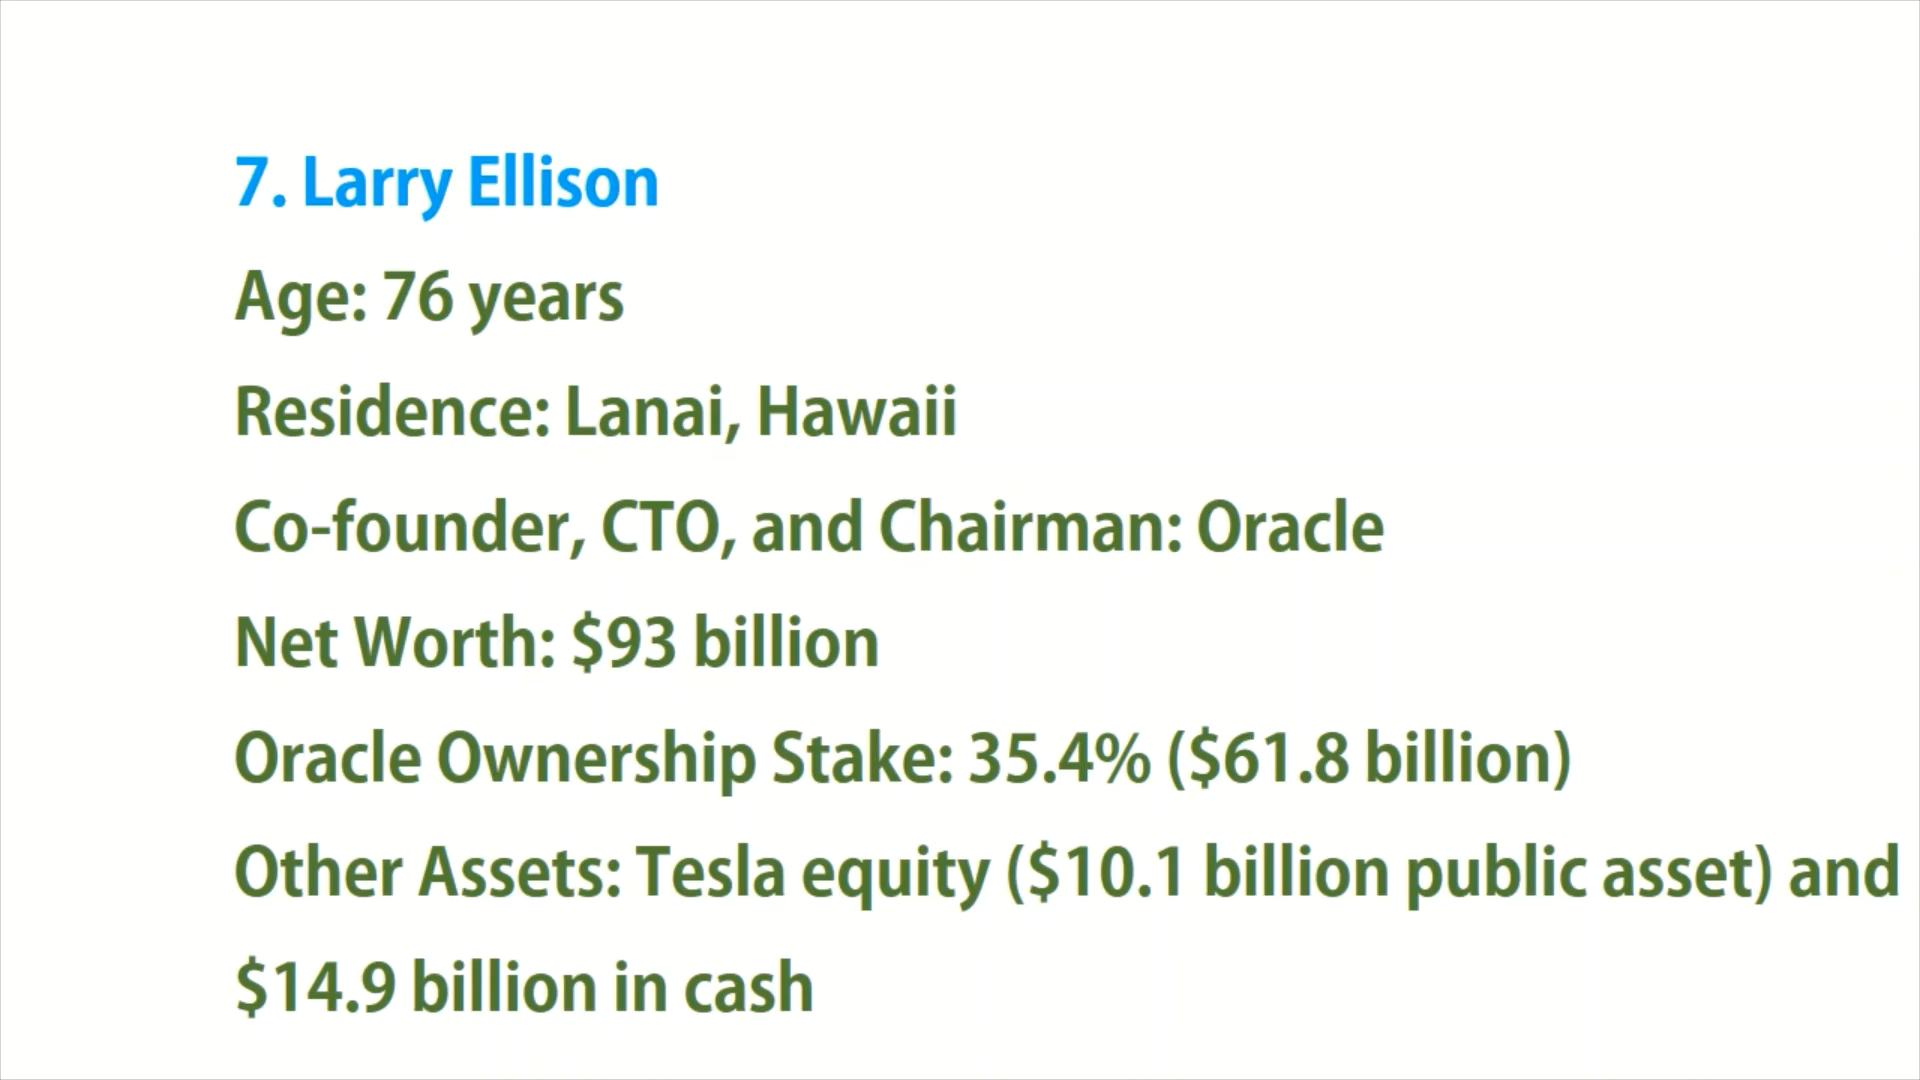 7. Larry Ellison
Age: 76 years
Residence: Lanai, Hawaii
Co-founder, CTO, and Chairman: Oracle
Net Worth: $93 billion
Oracle Ownership Stake: 35.4% ($61.8 billion)
Other Assets: Tesla equity ($10.1 billion public asset) and
$14.9 billion in cash